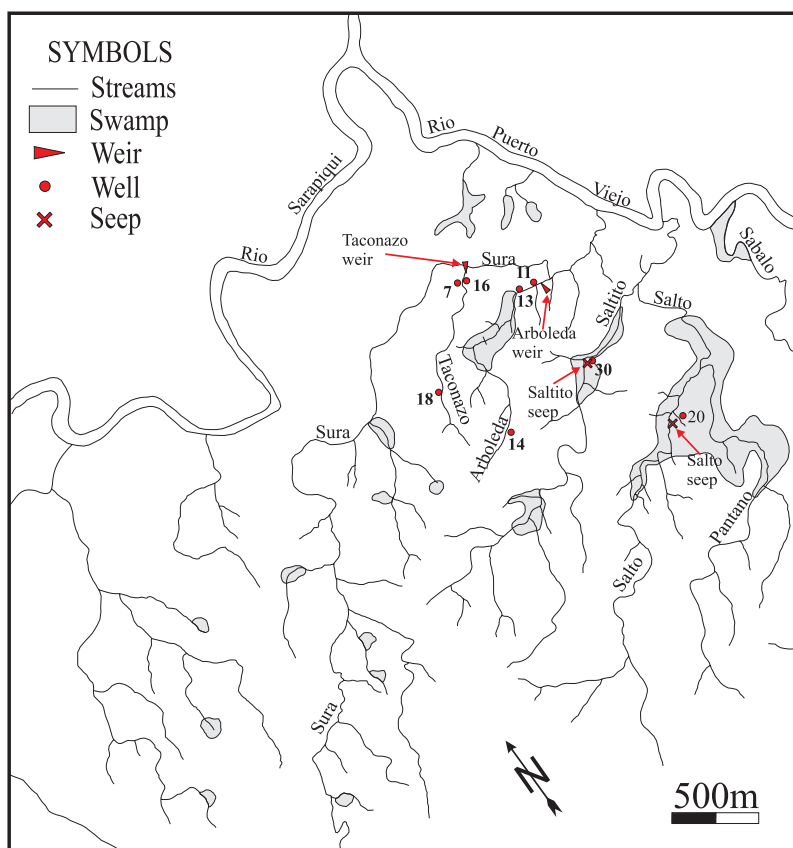 SYMBOLS
Streams
Swamp
Weir
Well
Seep
Rio
Puerto
Viejo
Sarapiqui
Rio
Sabalo
Taconazo
weir
Sura
7
16
11
13
Saltito
Salto
Arboleda
weir
30
Saltito
seep
Taconazo
18
Sura
Arboleda
14
20
Salto
seep
Pantano
Salto
Sura
N
500m